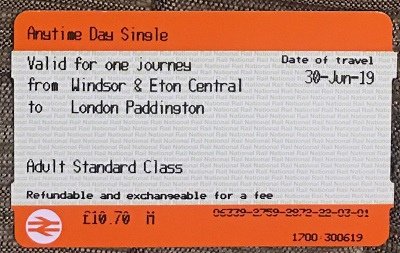 Anytime Day Single
Valid for one journey
Date of travel
from Windsor & Eton Central
30-Jun-19
to London Paddington
Adult Standard Class
Refundable and exchangeable for a fee
£10.70 M
06339-2759-2872-22-03-01
1700 300619